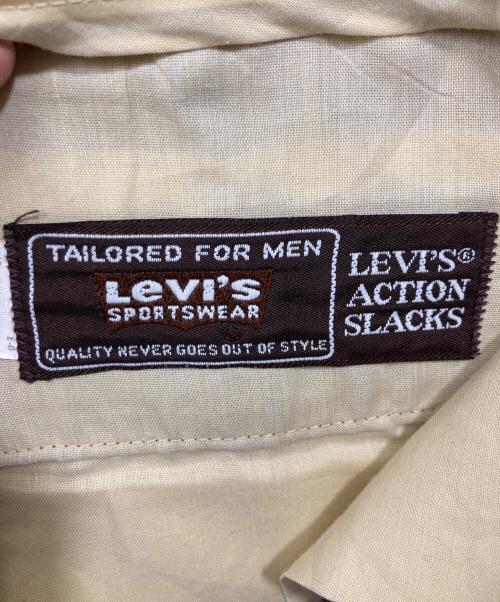 TAILORED FOR MEN
Levi's
SPORTSWEAR
QUALITY NEVER GOES OUT OF STYLE
LEVI'S®
ACTION
SLACKS